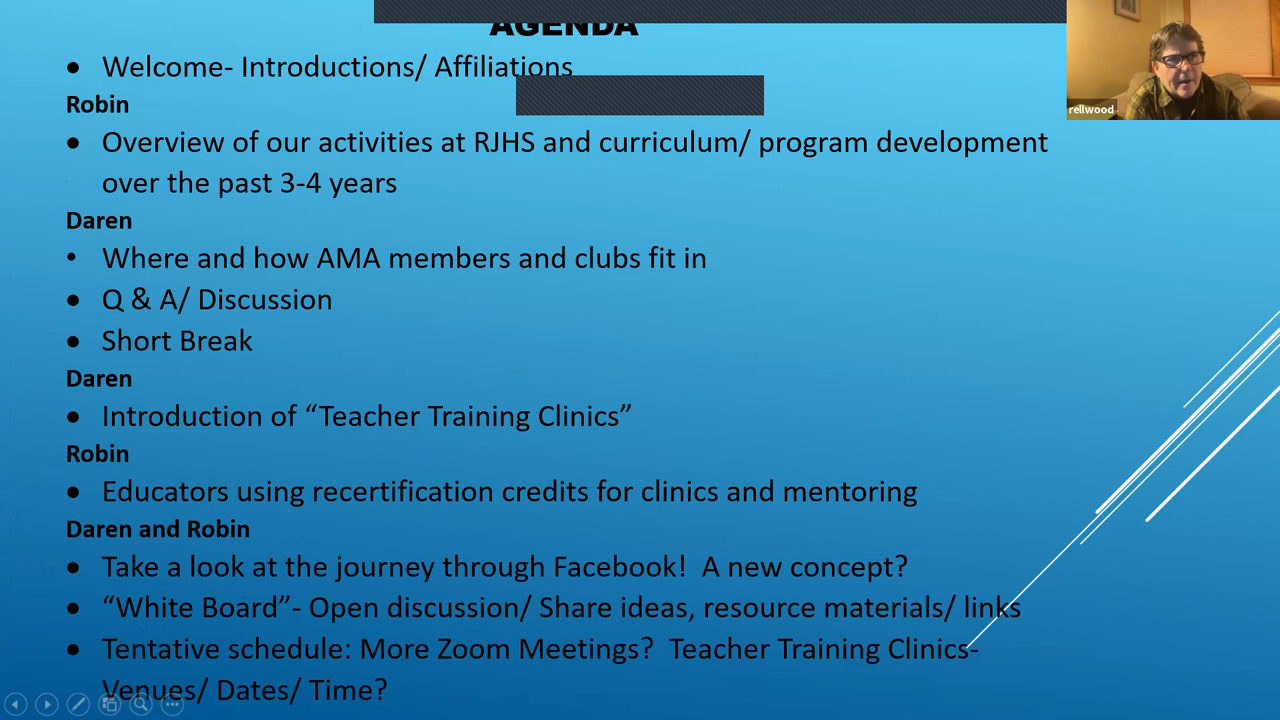 AGENDA
• Welcome- Introductions/ Affiliations
Robin
• Overview of our activities at RJHS and curriculum/ program development
over the past 3-4 years
Daren
• Where and how AMA members and clubs fit in
• Q & A/ Discussion
• Short Break
Daren
• Introduction of “Teacher Training Clinics”
Robin
• Educators using recertification credits for clinics and mentoring
Daren and Robin
• Take a look at the journey through Facebook!  A new concept?
• “White Board”- Open discussion/ Share ideas, resource materials/ links
• Tentative schedule: More Zoom Meetings?  Teacher Training Clinics-
Venues/ Dates/ Time?
rellwood